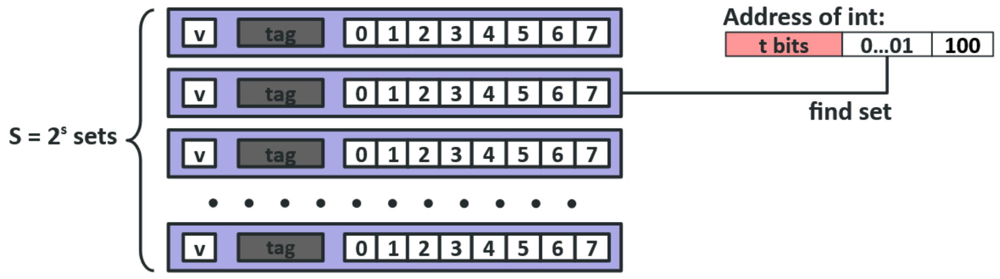 Address of int:
t bits 0...01 100
v tag 0 1 2 3 4 5 6 7
v tag 0 1 2 3 4 5 6 7
find set
S = 2^s sets
v tag 0 1 2 3 4 5 6 7
v tag 0 1 2 3 4 5 6 7